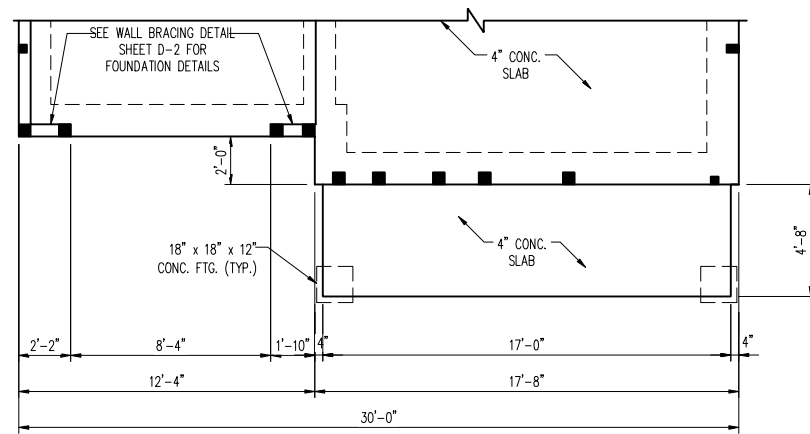 SEE WALL BRACING DETAIL
SHEET D-2 FOR
FOUNDATION DETAILS
4" CONC.
SLAB
2'-0"
18" x 18" x 12"
CONC. FTG. (TYP.)
4" CONC.
SLAB
4'-8"
2'-2"
8'-4"
1'-10"
4"
17'-0"
4"
12'-4"
17'-8"
30'-0"